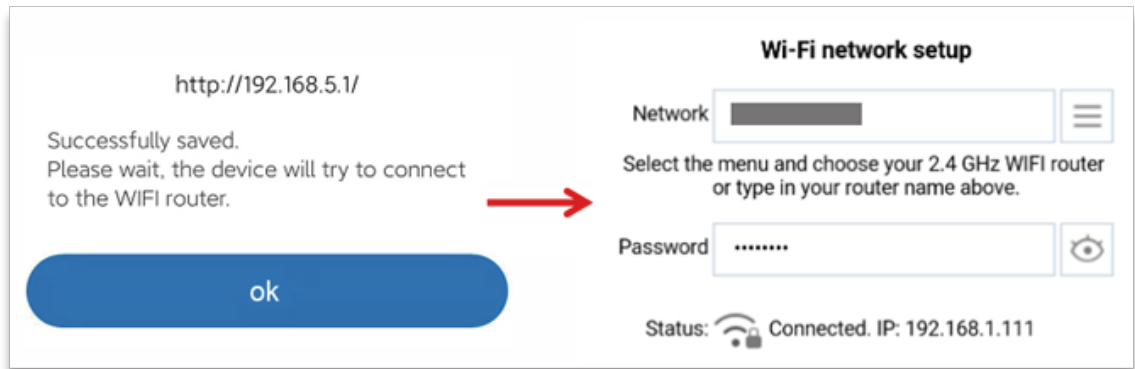 http://192.168.5.1/
Successfully saved.
Please wait, the device will try to connect
to the WIFI router.
ok
Wi-Fi network setup
Network
Select the menu and choose your 2.4 GHz WIFI router
or type in your router name above.
Password ········
Status: Connected. IP: 192.168.1.111